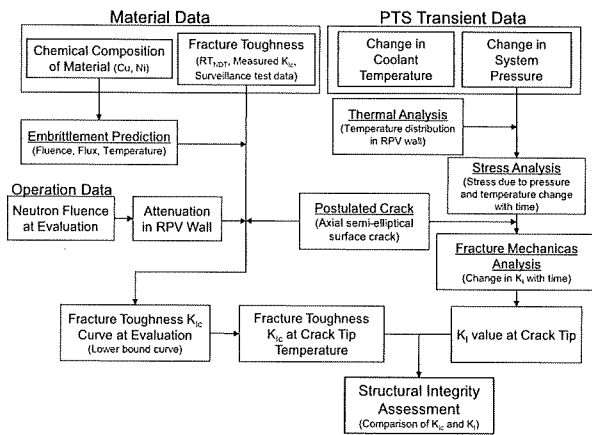 Material Data
PTS Transient Data
Chemical Composition
of Material (Cu, Ni)
Fracture Toughness
(RTNDT, Measured KIc,
Surveillance test data)
Change in
Coolant
Temperature
Change in
System
Pressure
Embrittlement Prediction
(Fluence, Flux, Temperature)
Thermal Analysis
(Temperature distribution
in RPV wall)
Stress Analysis
(Stress due to pressure
and temperature change
with time)
Operation Data
Neutron Fluence
at Evaluation
Attenuation
in RPV Wall
Postulated Crack
(Axial semi-elliptical
surface crack)
Fracture Mechanicas
Analysis
(Change in KI with time)
Fracture Toughness KIc
Curve at Evaluation
(Lower bound curve)
Fracture Toughness
KIc at Crack Tip
Temperature
KI value at Crack Tip
Structural Integrity
Assessment
(Comparison of KIc and KI)